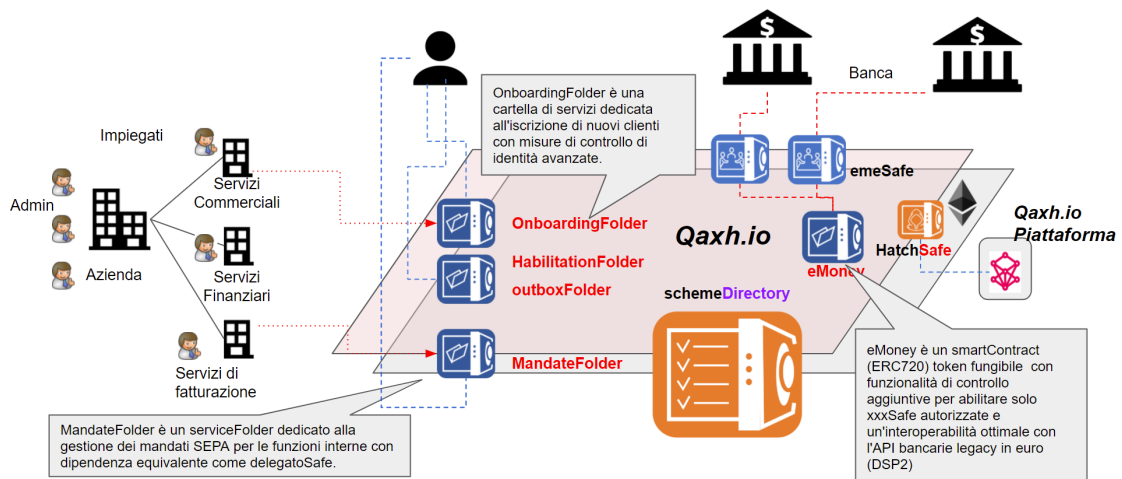 Banca
OnboardingFolder è una
cartella di servizi dedicata
all'iscrizione di nuovi clienti
con misure di controllo di
identità avanzate.
Impiegati
Admin
Azienda
Servizi
Commerciali
Servizi
Finanziari
Servizi di
fatturazione
emeSafe
OnboardingFolder
Qaxh.io
HabilitationFolder
outboxFolder
eMoney
HatchSafe
Qaxh.io
Piattaforma
schemeDirectory
MandateFolder
eMoney è un smartContract
(ERC720) token fungibile con
funzionalità di controllo
aggiuntive per abilitare solo
xxxSafe autorizzate e
un'interoperabilità ottimale con
l'API bancarie legacy in euro
(DSP2)
MandateFolder è un serviceFolder dedicato alla
gestione dei mandati SEPA per le funzioni interne con
dipendenza equivalente come delegatoSafe.